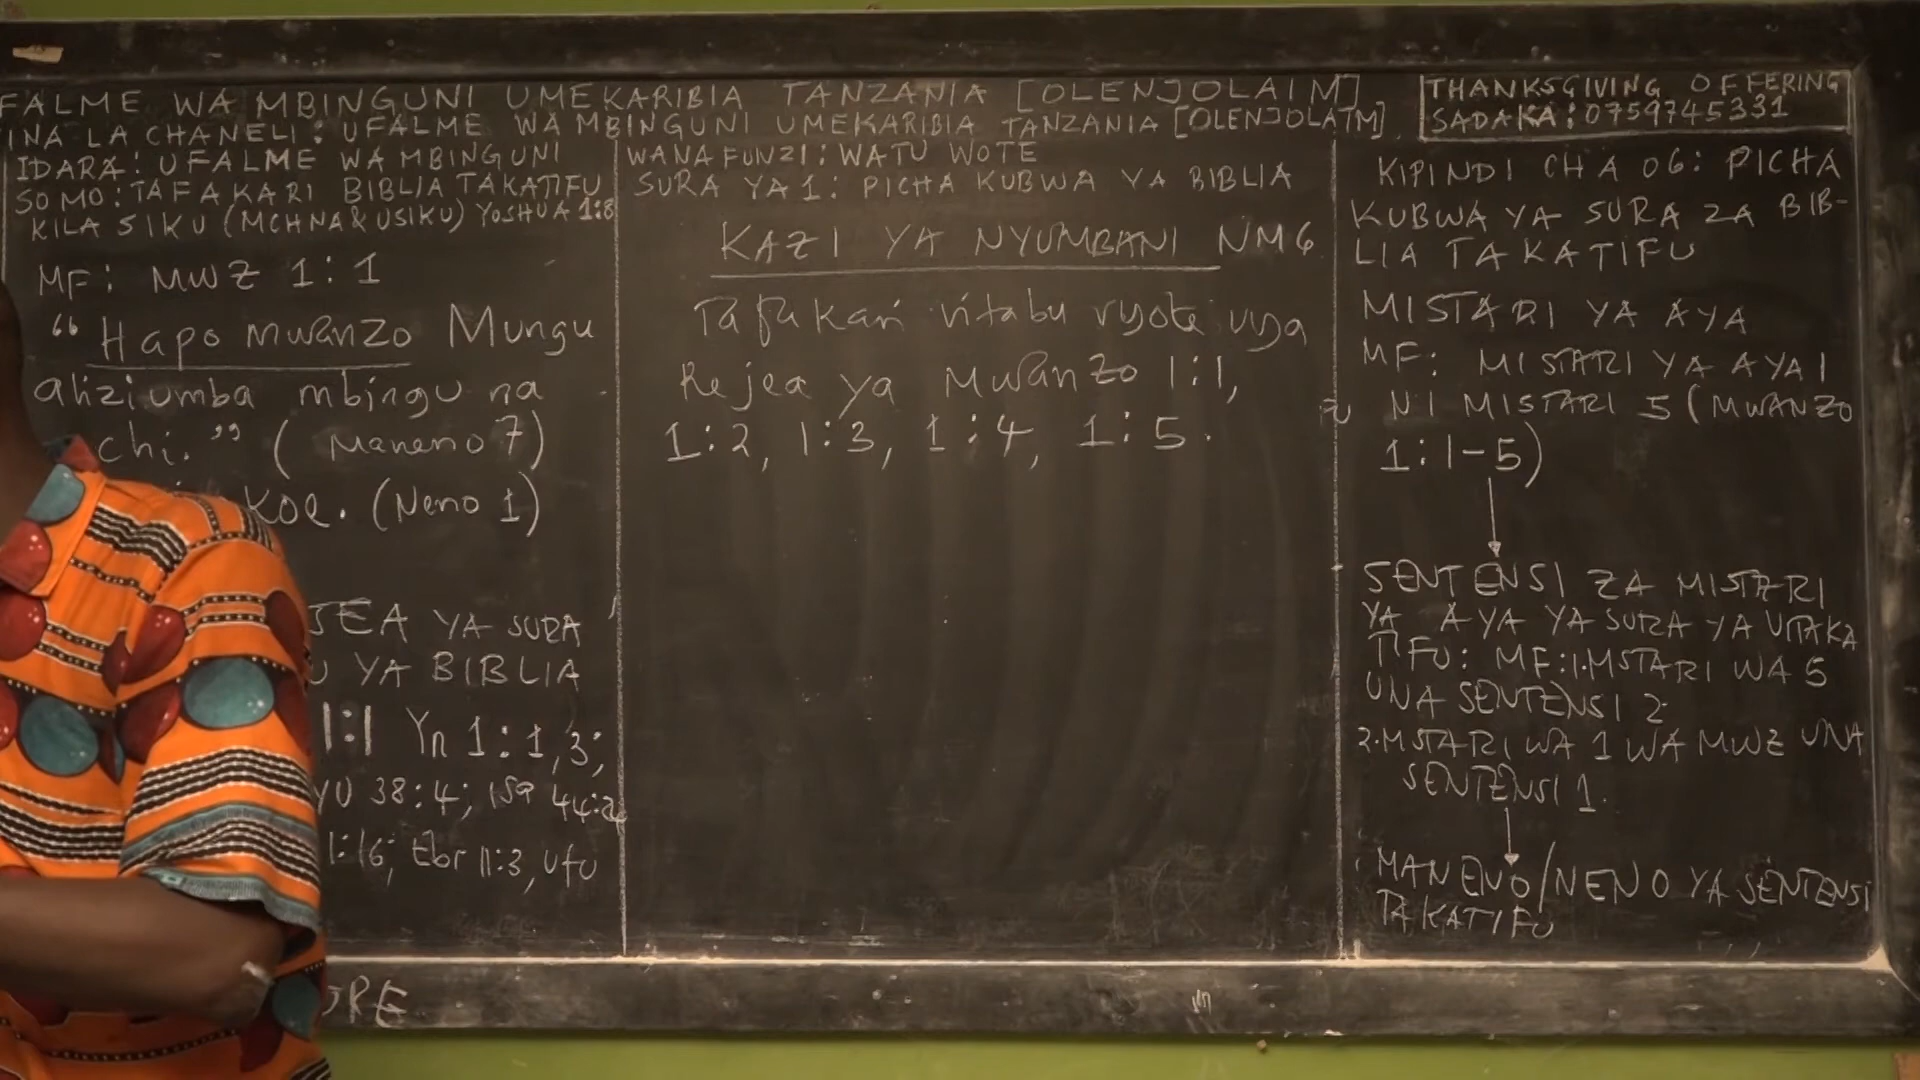 FALME WA MBINGUNI UMEKARIBIA TANZANIA [OLENJOLAIM]
INA LA CHANELI: UFALME WA MBINGUNI UMEKARIBIA TANZANIA [OLENJOLAIM]
THANKSGIVING OFFERING
SADAKA: 0759745331
IDARA: UFALME WA MBINGUNI
SOMO: TAFAKARI BIBLIA TAKATIFU
KILA SIKU (MCHNA & USIKU) YOSHUA 1:8
MF: MWZ 1:1
"Hapo mwanzo Mungu
aliziumba mbingu na
chi." (Maneno 7)
(Neno 1)
JEA YA SURA
U YA BIBLIA
1:1 Yn 1:1,3;
YU 38:4; ISA 44:24
1:16; Ebr 11:3, Ufu
WANAFUNZI: WATU WOTE
SURA YA 1: PICHA KUBWA YA BIBLIA
KAZI YA NYUMBANI NM6
Tafakari vitabu vyote vya
Rejea ya Mwanzo 1:1,
1:2, 1:3, 1:4, 1:5.
KIPINDI CHA 06: PICHA
KUBWA YA SURA ZA BIB-
LIA TAKATIFU
MISTARI YA AYA
MF: MISTARI YA AYA 1
NI MISTARI 5 (MWANZO
1:1-5)
SENTENSI ZA MISTARI
YA AYA YA SURA YA UTAKA
TIFU: MF: 1. MSTARI WA 5
UNA SENTENSI 2
2. MSTARI WA 1 WA MWZ UNA
SENTENSI 1.
MANENO/NENO YA SENTENSI
TAKATIFU